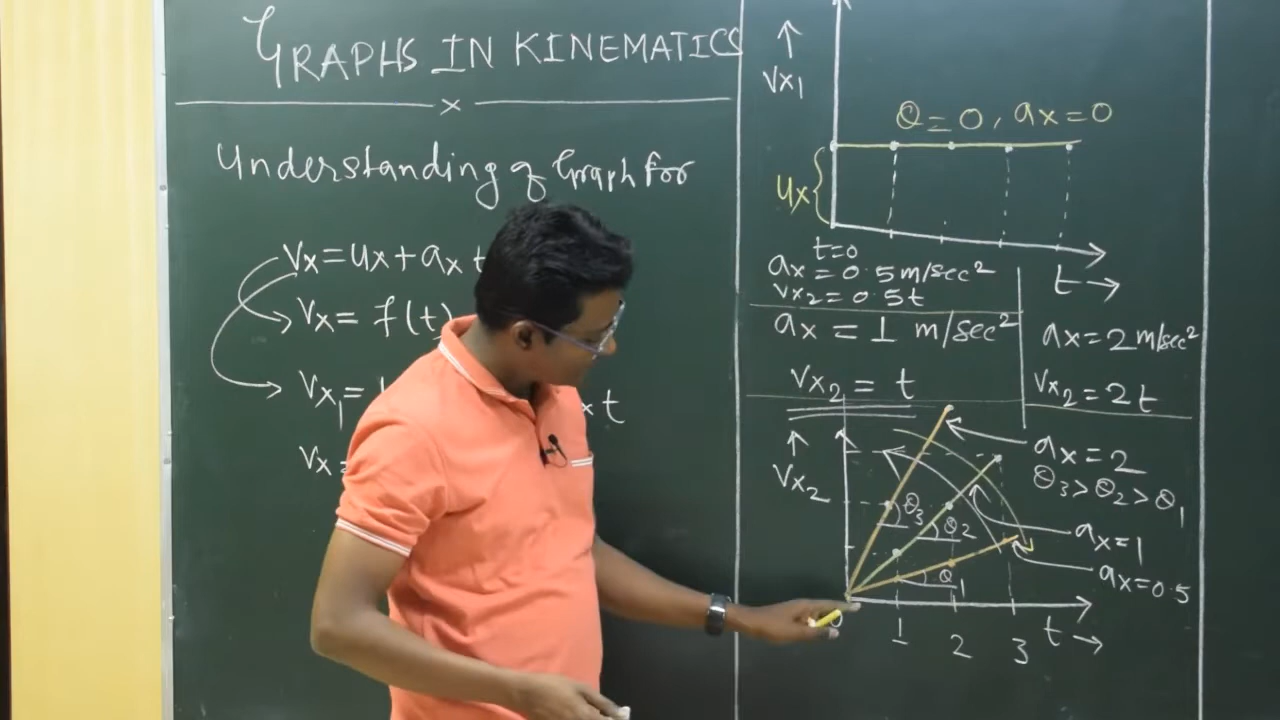 GRAPHS IN KINEMATICS
x
Understanding of Graph For
Vx = Ux + ax t
Vx = f(t)
Vx1 =
x t
Vx =
↑
Vx1
θ = 0, ax = 0
Ux
t=0
t →
ax = 0.5 m/sec²
Vx2 = 0.5t
ax = 1 m/sec²
Vx2 = t
ax = 2 m/sec²
Vx2 = 2t
↑
Vx2
ax = 2
θ3 > θ2 > θ1
θ3
θ2
θ1
ax = 1
ax = 0.5
0
1
2
3
t →